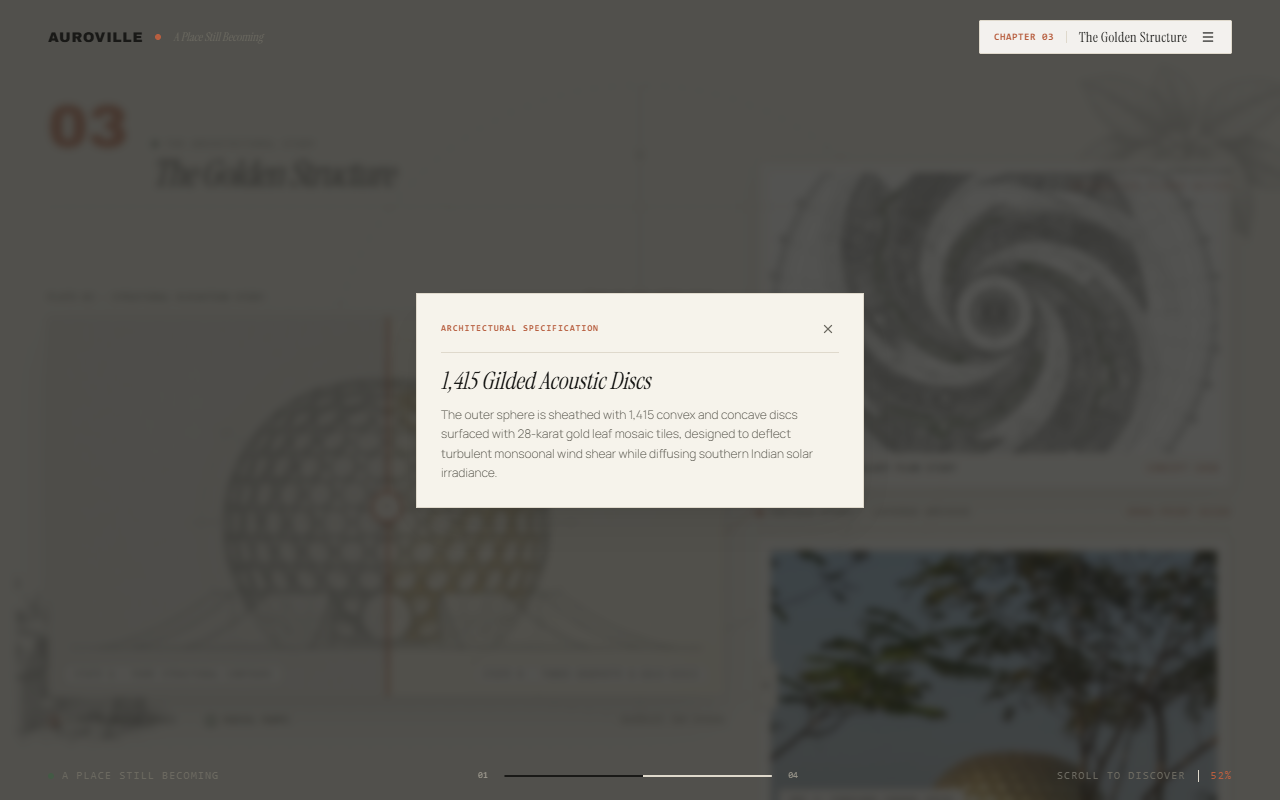 AUROVILLE
A Place Still Becoming
CHAPTER 03
The Golden Structure
03
The Golden Structure
ARCHITECTURAL SPECIFICATION
1,415 Gilded Acoustic Discs
The outer sphere is sheathed with 1,415 convex and concave discs
surfaced with 28-karat gold leaf mosaic tiles, designed to deflect
turbulent monsoonal wind shear while diffusing southern Indian solar
irradiance.
A PLACE STILL BECOMING
01
04
SCROLL TO DISCOVER
52%